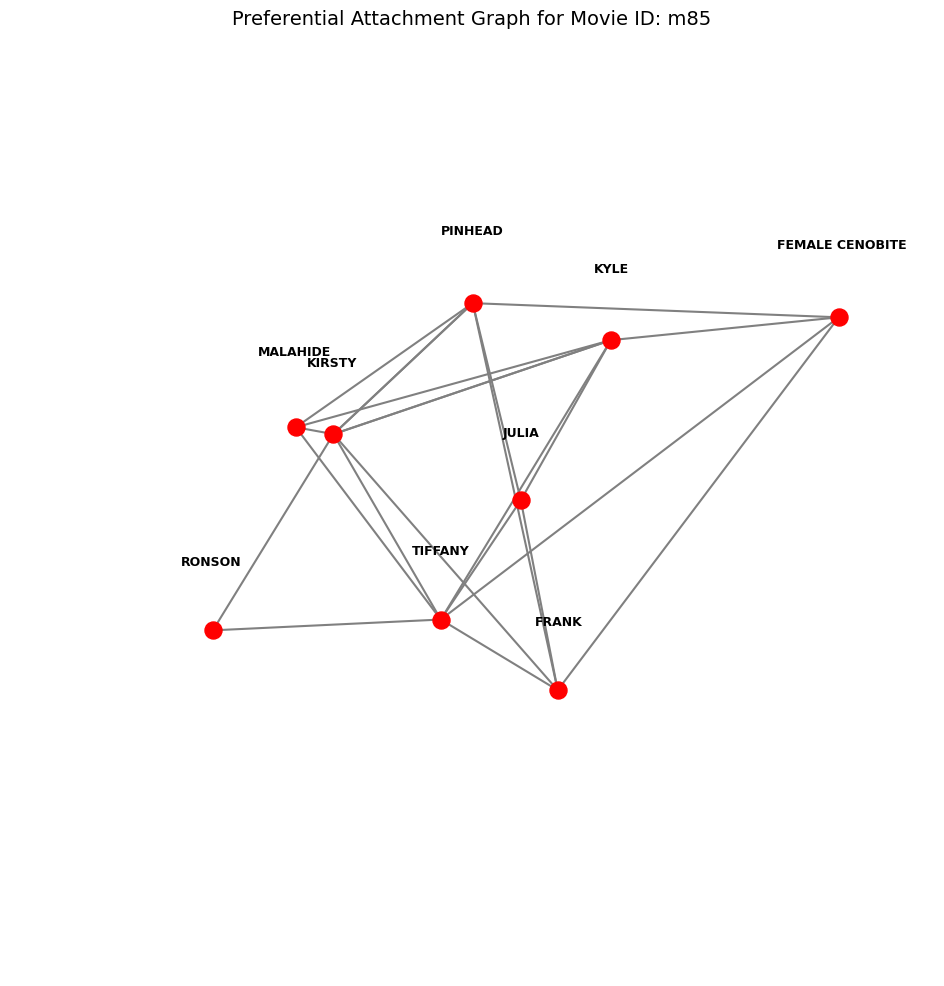 Preferential Attachment Graph for Movie ID: m85
PINHEAD
FEMALE CENOBITE
KYLE
MALAHIDE
KIRSTY
JULIA
TIFFANY
RONSON
FRANK